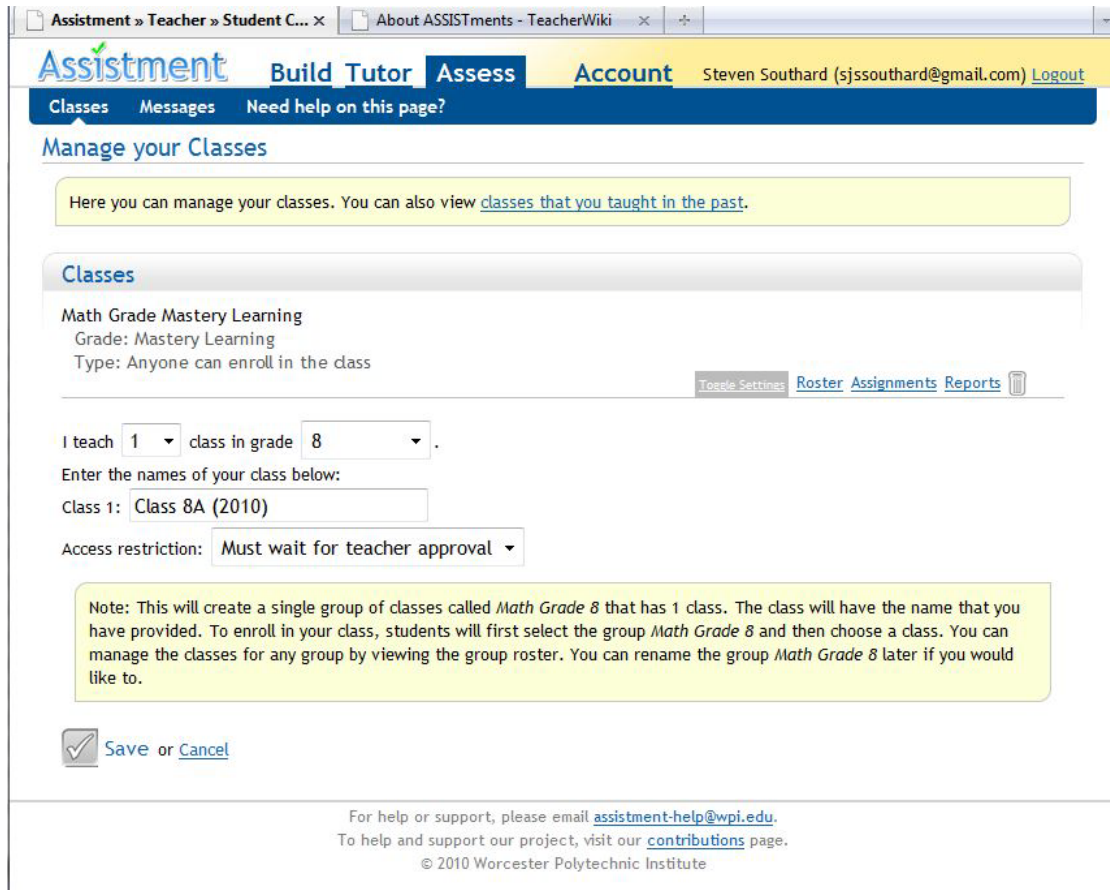 Assistment » Teacher » Student C... ×
About ASSISTments - TeacherWiki ×
Assistment
Build Tutor Assess Account Steven Southard (sjssouthard@gmail.com) Logout
Classes Messages Need help on this page?
Manage your Classes
Here you can manage your classes. You can also view classes that you taught in the past.
Classes
Math Grade Mastery Learning
Grade: Mastery Learning
Type: Anyone can enroll in the class
Toggle Settings Roster Assignments Reports
I teach 1 class in grade 8 .
Enter the names of your class below:
Class 1: Class 8A (2010)
Access restriction: Must wait for teacher approval
Note: This will create a single group of classes called Math Grade 8 that has 1 class. The class will have the name that you
have provided. To enroll in your class, students will first select the group Math Grade 8 and then choose a class. You can
manage the classes for any group by viewing the group roster. You can rename the group Math Grade 8 later if you would
like to.
Save or Cancel
For help or support, please email assistment-help@wpi.edu.
To help and support our project, visit our contributions page.
© 2010 Worcester Polytechnic Institute